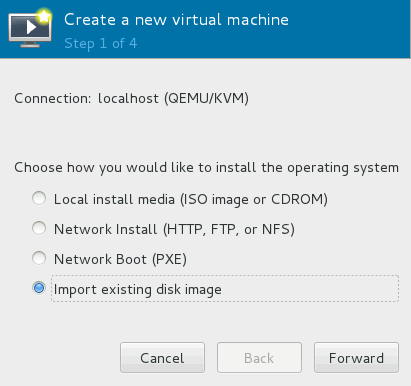 Create a new virtual machine
Step 1 of 4
Connection: localhost (QEMU/KVM)
Choose how you would like to install the operating system
Local install media (ISO image or CDROM)
Network Install (HTTP, FTP, or NFS)
Network Boot (PXE)
Import existing disk image
Cancel
Back
Forward